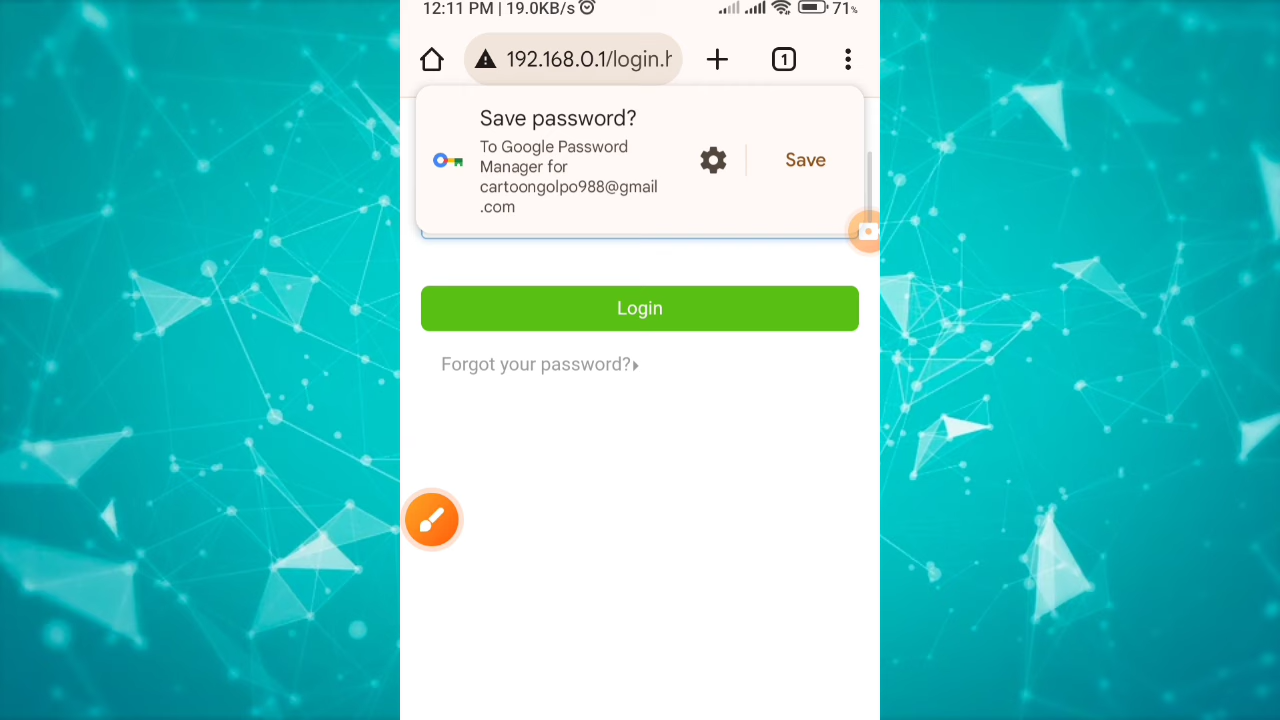 12:11 PM | 19.0KB/s 71%
192.168.0.1/login.h 1
Save password?
To Google Password
Manager for
cartoongolpo988@gmail
.com
Save
Login
Forgot your password?